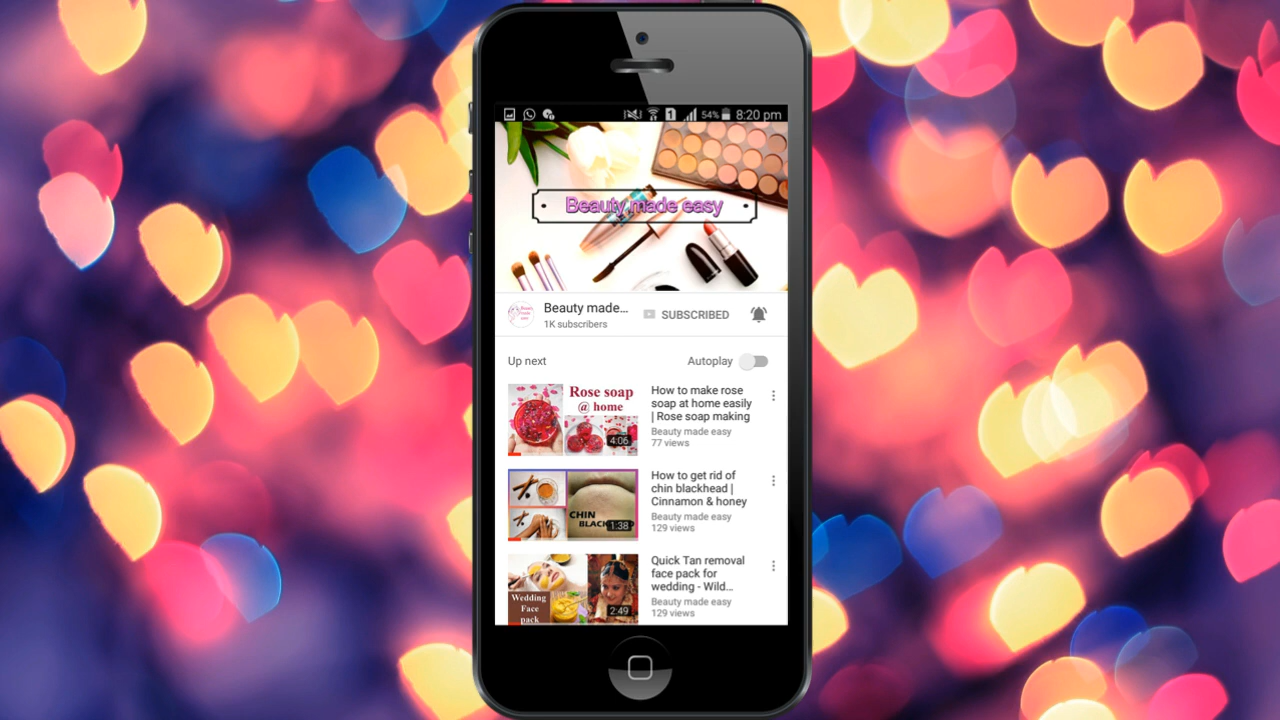 1 54% 8:20 pm
Beauty made easy
Beauty made...
SUBSCRIBED
1K subscribers
Up next
Autoplay
Rose soap
@ home
4:06
How to make rose
soap at home easily
| Rose soap making
Beauty made easy
77 views
CHIN
1:38
How to get rid of
chin blackhead |
Cinnamon & honey
Beauty made easy
129 views
Wedding
Face
pack
2:49
Quick Tan removal
face pack for
wedding - Wild...
Beauty made easy
129 views